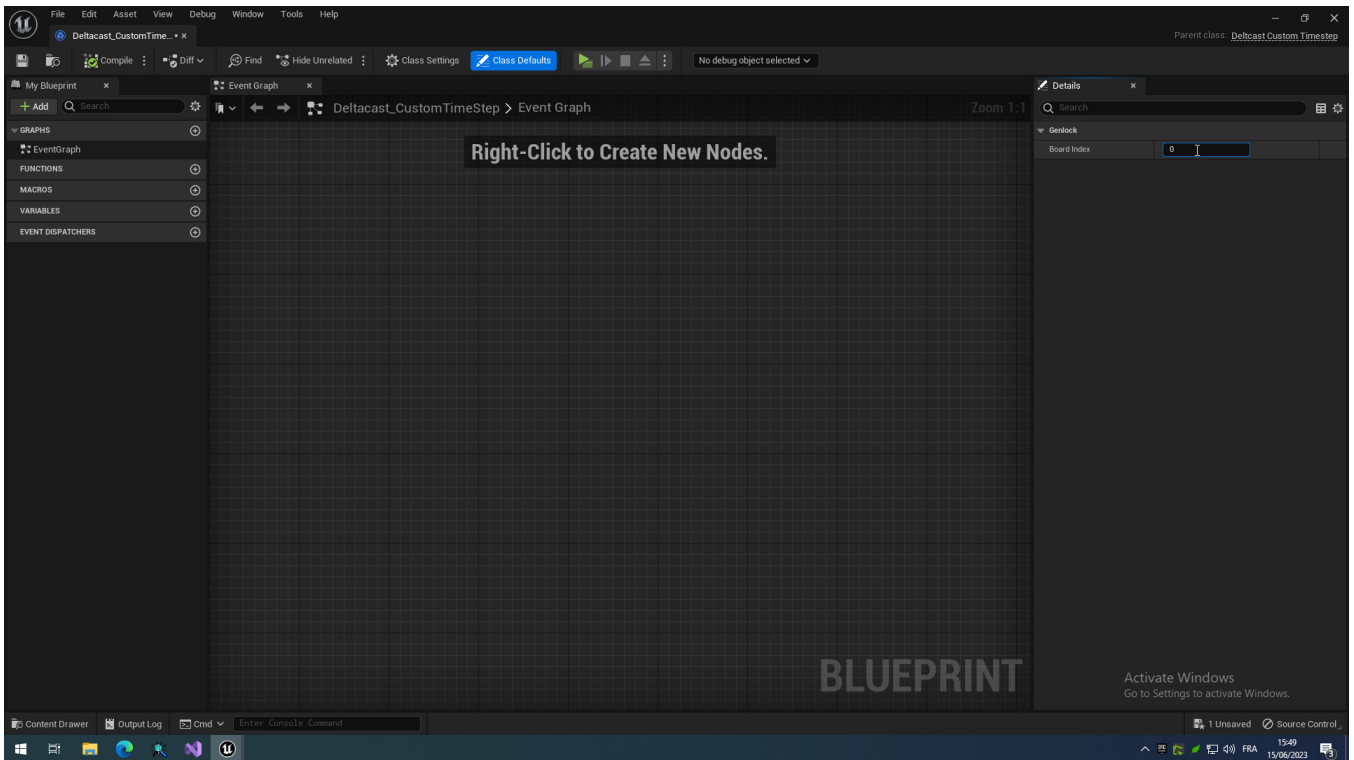 File Edit Asset View Debug Window Tools Help
Deltacast_CustomTime...
Parent class: Deltcast Custom Timestep
Compile Diff Find Hide Unrelated Class Settings Class Defaults No debug object selected
My Blueprint
Event Graph
Details
Add Search
Deltacast_CustomTimeStep > Event Graph
Zoom 1:1
Search
GRAPHS
EventGraph
FUNCTIONS
MACROS
VARIABLES
EVENT DISPATCHERS
Right-Click to Create New Nodes.
Genlock
Board Index 0
BLUEPRINT
Activate Windows
Go to Settings to activate Windows.
Content Drawer Output Log Cmd Enter Console Command
1 Unsaved Source Control
FRA
15:49
15/06/2023
3